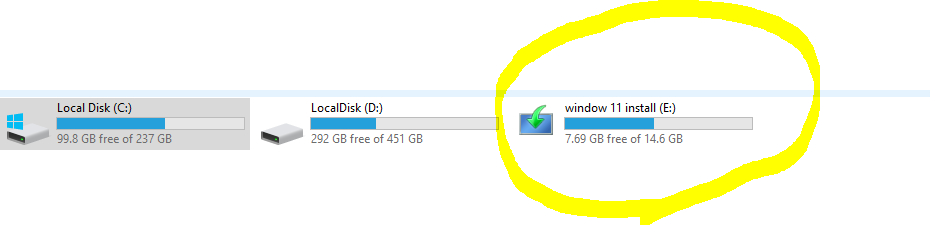 Local Disk (C:)
99.8 GB free of 237 GB
LocalDisk (D:)
292 GB free of 451 GB
window 11 install (E:)
7.69 GB free of 14.6 GB